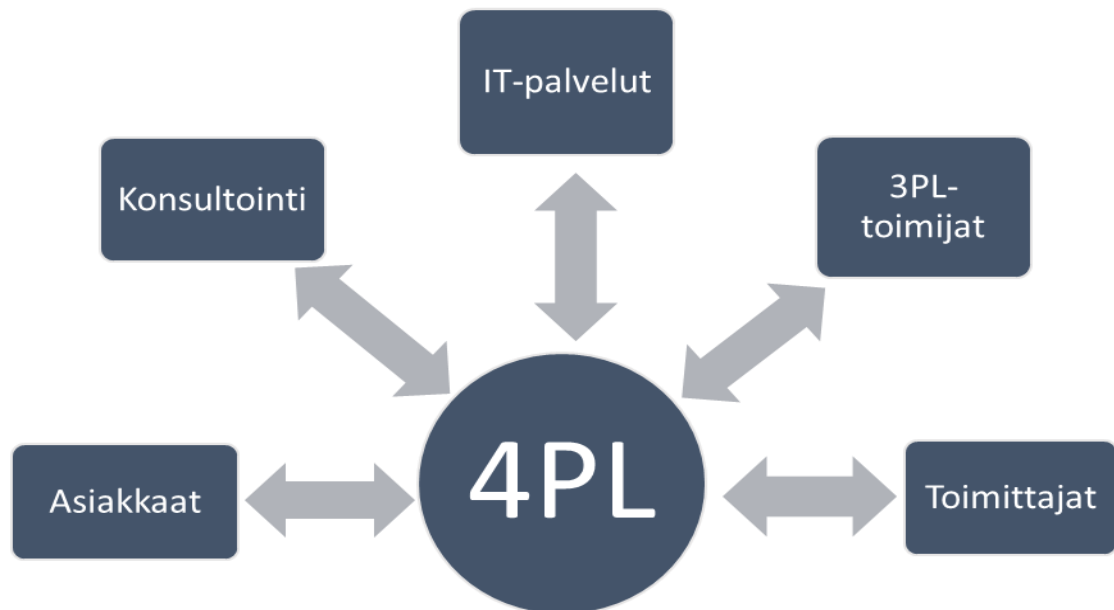 IT-palvelut
Konsultointi
3PL-
toimijat
4PL
Asiakkaat
Toimittajat